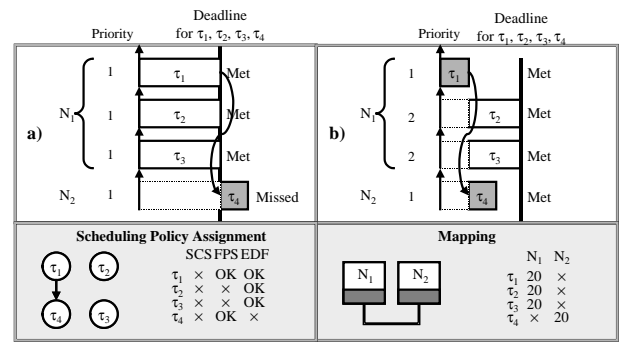 Deadline
Priority for τ1, τ2, τ3, τ4
a)
N1
1 τ1 Met
1 τ2 Met
1 τ3 Met
N2 1 τ4 Missed
Deadline
Priority for τ1, τ2, τ3, τ4
b)
N1
1 τ1 Met
2 τ2 Met
2 τ3 Met
N2 1 τ4 Met
Scheduling Policy Assignment
SCS FPS EDF
τ1 × OK OK
τ2 × × OK
τ3 × × OK
τ4 × OK ×
τ1 τ2
τ4 τ3
Mapping
N1 N2
N1 N2
τ1 20 ×
τ2 20 ×
τ3 20 ×
τ4 × 20